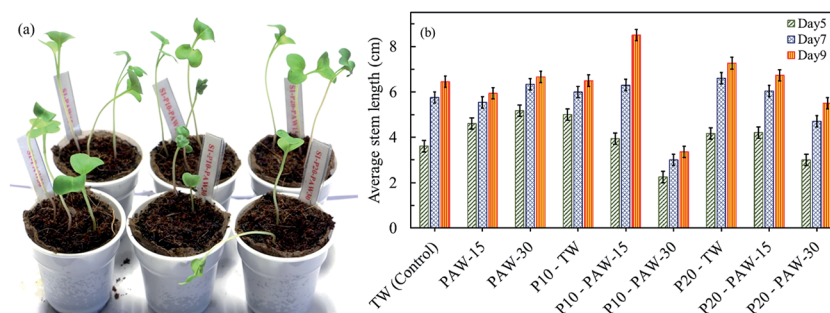 (a)
(b)
Day5
Day7
Day9
Average stem length (cm)
8
6
4
2
0
TW (Control)
PAW-15
PAW-30
P10 - TW
P10 - PAW-15
P10 - PAW-30
P20 - TW
P20 - PAW-15
P20 - PAW-30